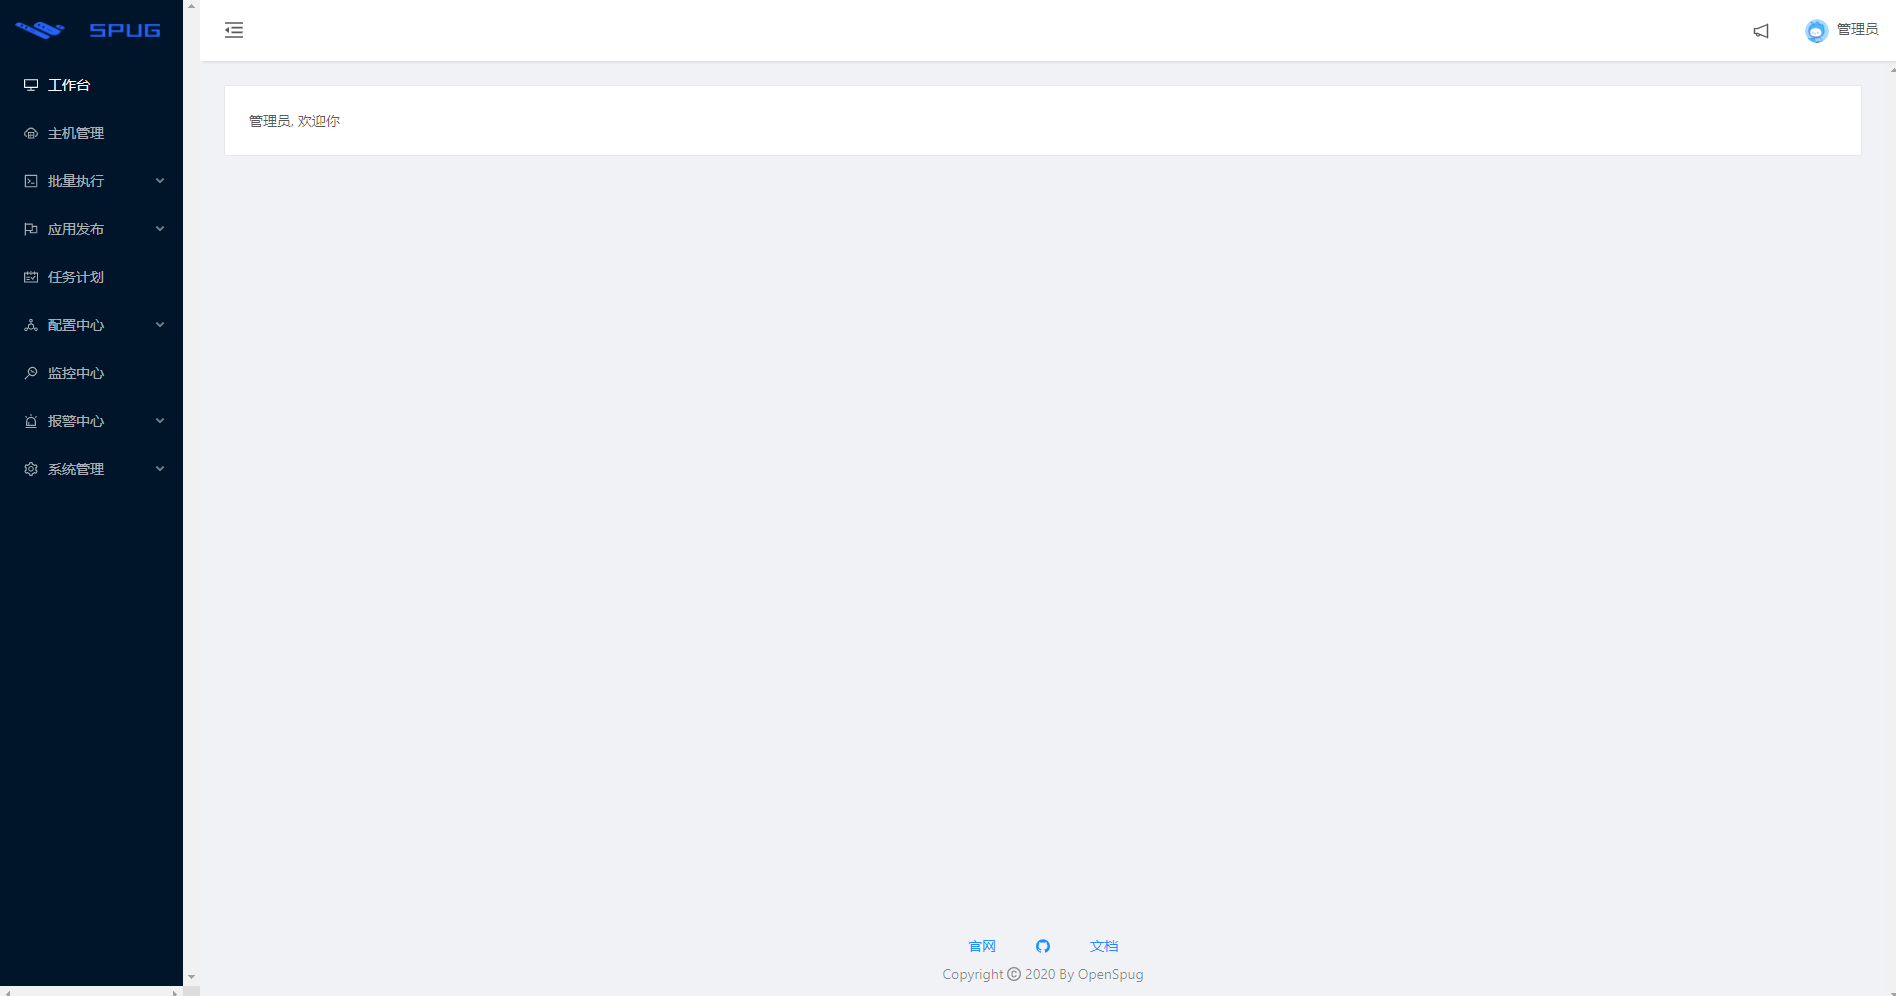 SPUG
管理员
工作台
主机管理
批量执行
应用发布
任务计划
配置中心
监控中心
报警中心
系统管理
管理员, 欢迎你
官网 文档
Copyright © 2020 By OpenSpug